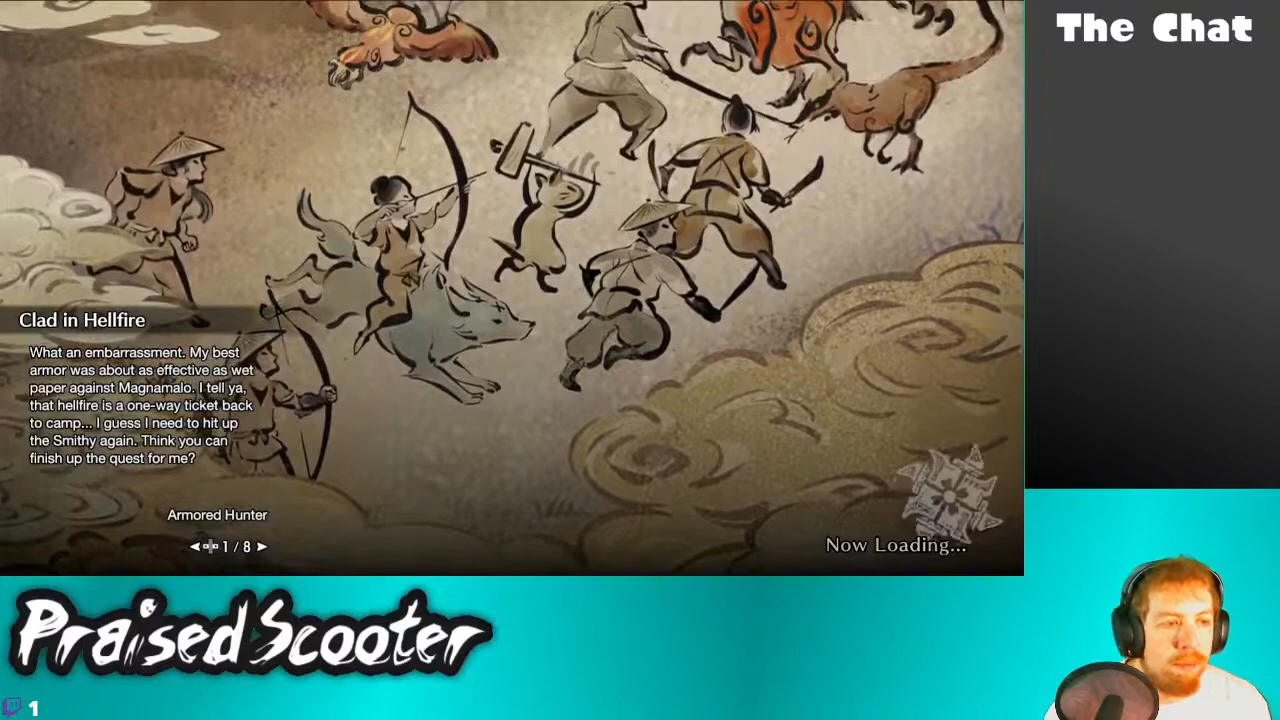 The Chat
Clad in Hellfire
What an embarrassment. My best
armor was about as effective as wet
paper against Magnamalo. I tell ya,
that hellfire is a one-way ticket back
to camp... I guess I need to hit up
the Smithy again. Think you can
finish up the quest for me?
Armored Hunter
1 / 8
Now Loading...
PraisedScooter
1